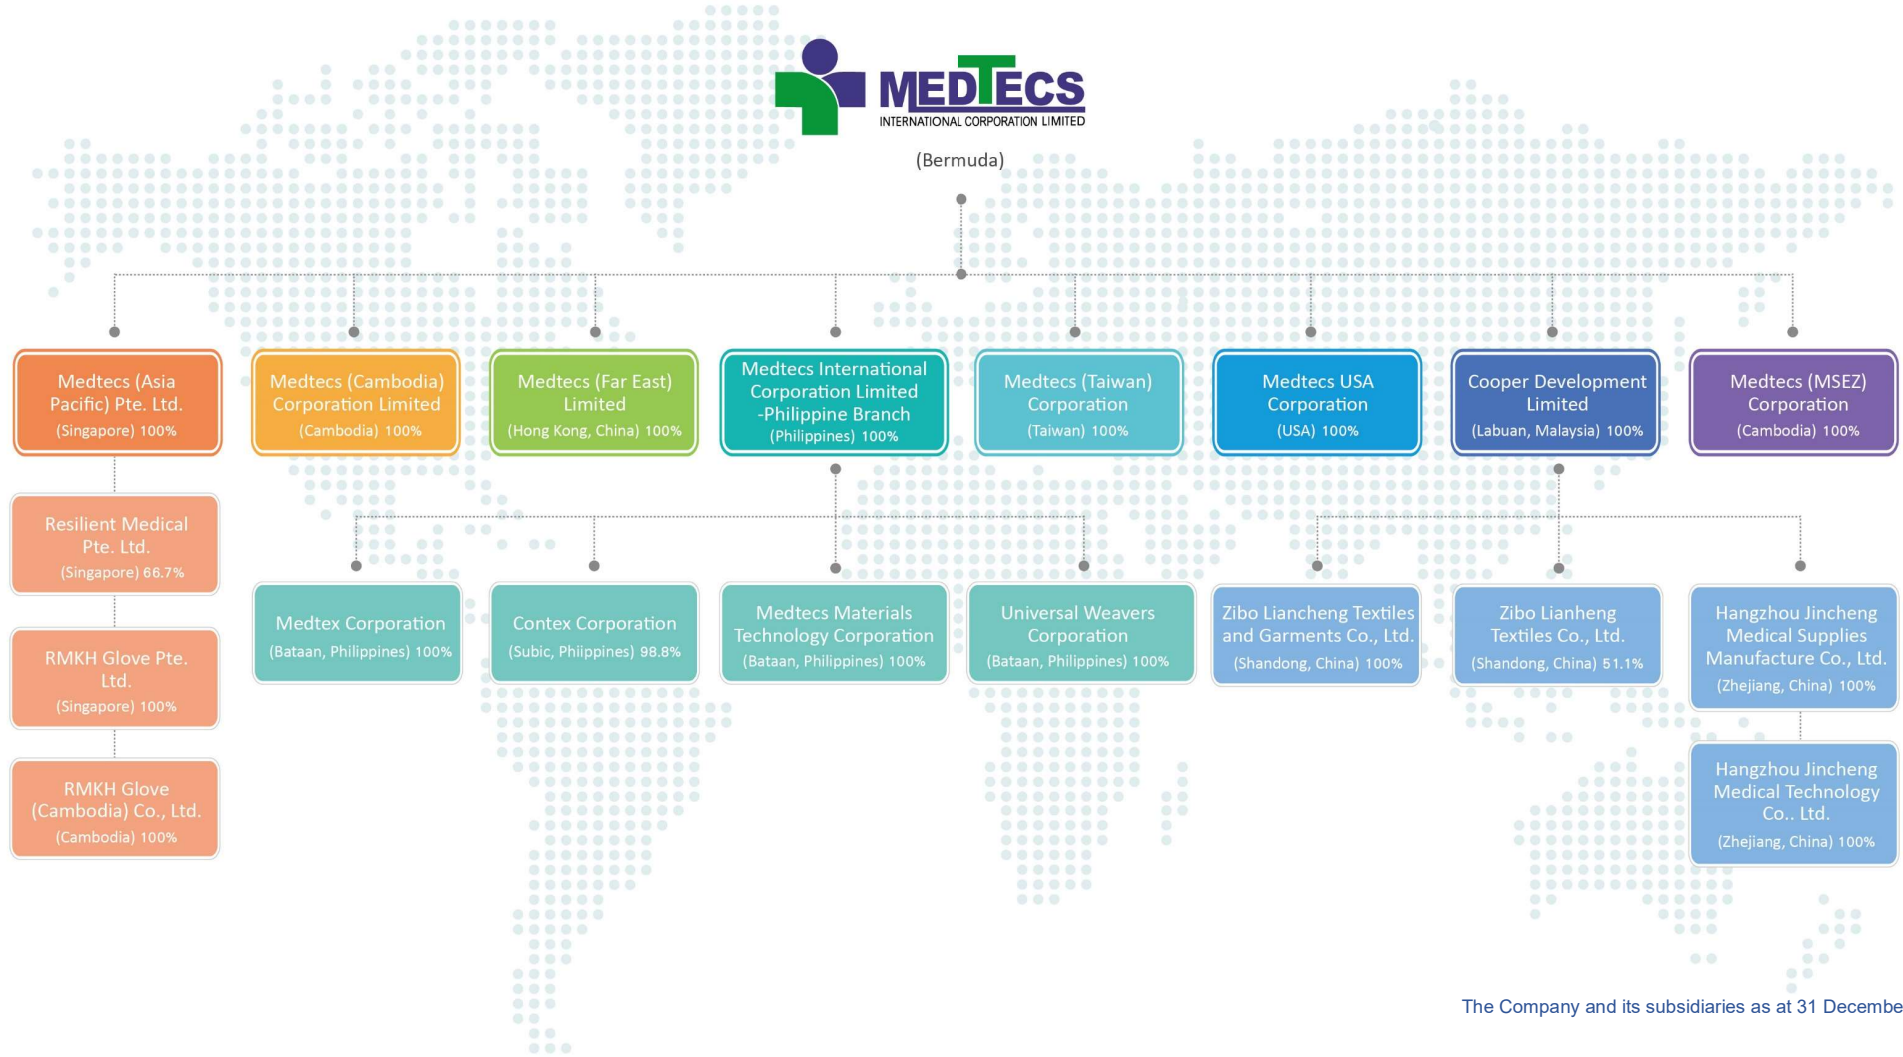 MEDTECS
INTERNATIONAL CORPORATION LIMITED
(Bermuda)
Medtecs (Asia
Pacific) Pte. Ltd.
(Singapore) 100%
Medtecs (Cambodia)
Corporation Limited
(Cambodia) 100%
Medtecs (Far East)
Limited
(Hong Kong, China) 100%
Medtecs International
Corporation Limited
-Philippine Branch
(Philippines) 100%
Medtecs (Taiwan)
Corporation
(Taiwan) 100%
Medtecs USA
Corporation
(USA) 100%
Cooper Development
Limited
(Labuan, Malaysia) 100%
Medtecs (MSEZ)
Corporation
(Cambodia) 100%
Resilient Medical
Pte. Ltd.
(Singapore) 66.7%
RMKH Glove Pte.
Ltd.
(Singapore) 100%
RMKH Glove
(Cambodia) Co., Ltd.
(Cambodia) 100%
Medtex Corporation
(Bataan, Philippines) 100%
Contex Corporation
(Subic, Phiippines) 98.8%
Medtecs Materials
Technology Corporation
(Bataan, Philippines) 100%
Universal Weavers
Corporation
(Bataan, Philippines) 100%
Zibo Liancheng Textiles
and Garments Co., Ltd.
(Shandong, China) 100%
Zibo Lianheng
Textiles Co., Ltd.
(Shandong, China) 51.1%
Hangzhou Jincheng
Medical Supplies
Manufacture Co., Ltd.
(Zhejiang, China) 100%
Hangzhou Jincheng
Medical Technology
Co.. Ltd.
(Zhejiang, China) 100%
The Company and its subsidiaries as at 31 Decembe